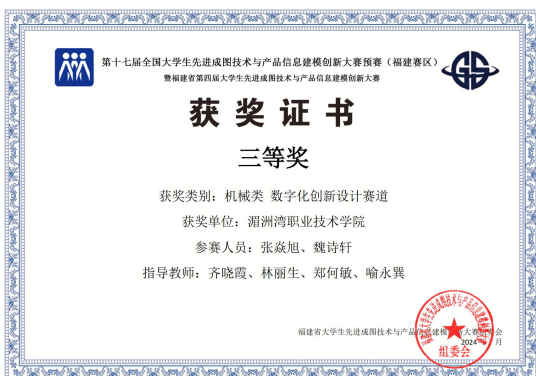 第十七届全国大学生先进成图技术与产品信息建模创新大赛预赛（福建赛区）
暨福建省第四届大学生先进成图技术与产品信息建模创新大赛
获奖证书
三等奖
获奖类别：机械类 数字化创新设计赛道
获奖单位：湄洲湾职业技术学院
参赛人员：张焱旭、魏诗轩
指导教师：齐晓霞、林丽生、郑何敏、喻永巽
福建省大学生先进成图技术与产品信息建模创新大赛组委会
2024 月
组委会